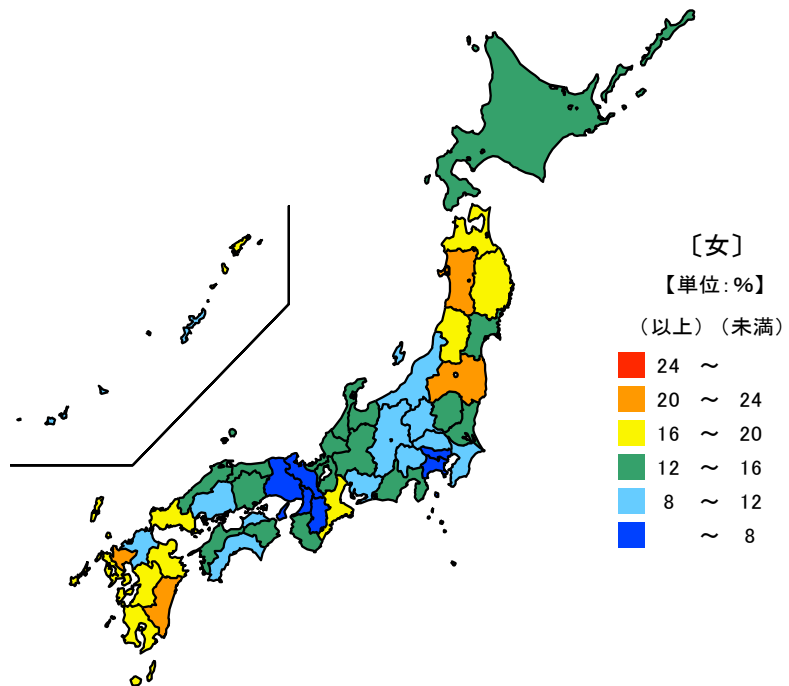 〔女〕
【単位：％】
（以上）（未満）
24 ～
20 ～ 24
16 ～ 20
12 ～ 16
8 ～ 12
～ 8